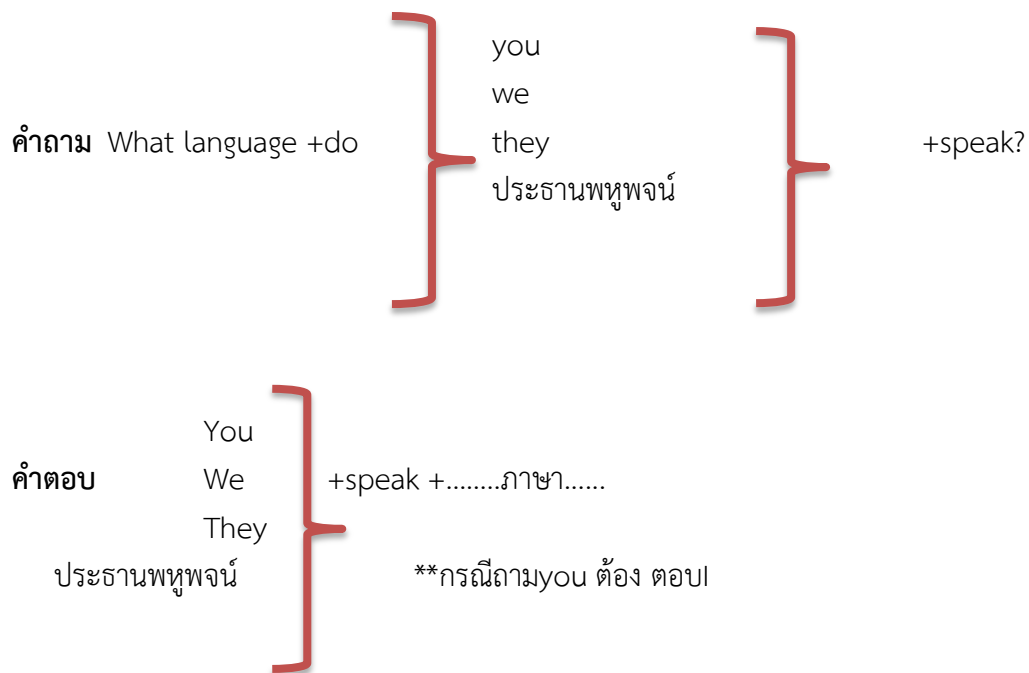 you
we
คำถาม What language +do they +speak?
ประธานพหูพจน์
You
คำตอบ We +speak +........ภาษา......
They
ประธานพหูพจน์ **กรณีถามyou ต้อง ตอบI